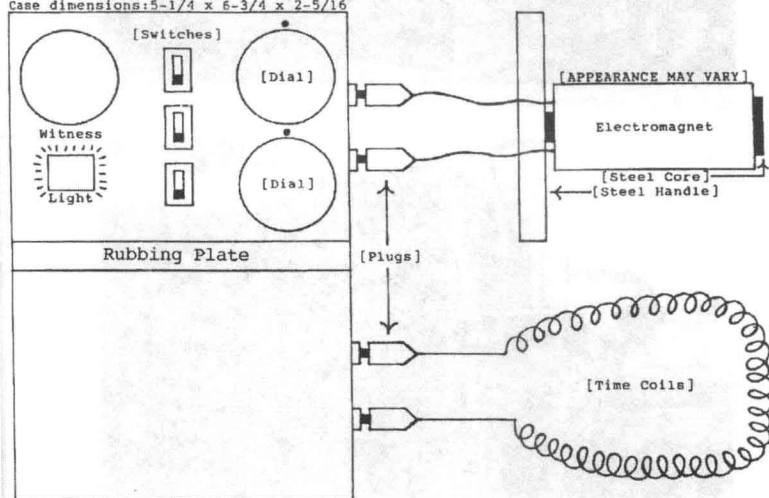 Case dimensions:5-1/4 x 6-3/4 x 2-5/16
[Switches]
[Dial]
[APPEARANCE MAY VARY]
Witness
Electromagnet
Light
[Dial]
[Steel Core]
[Steel Handle]
Rubbing Plate
[Plugs]
[Time Coils]